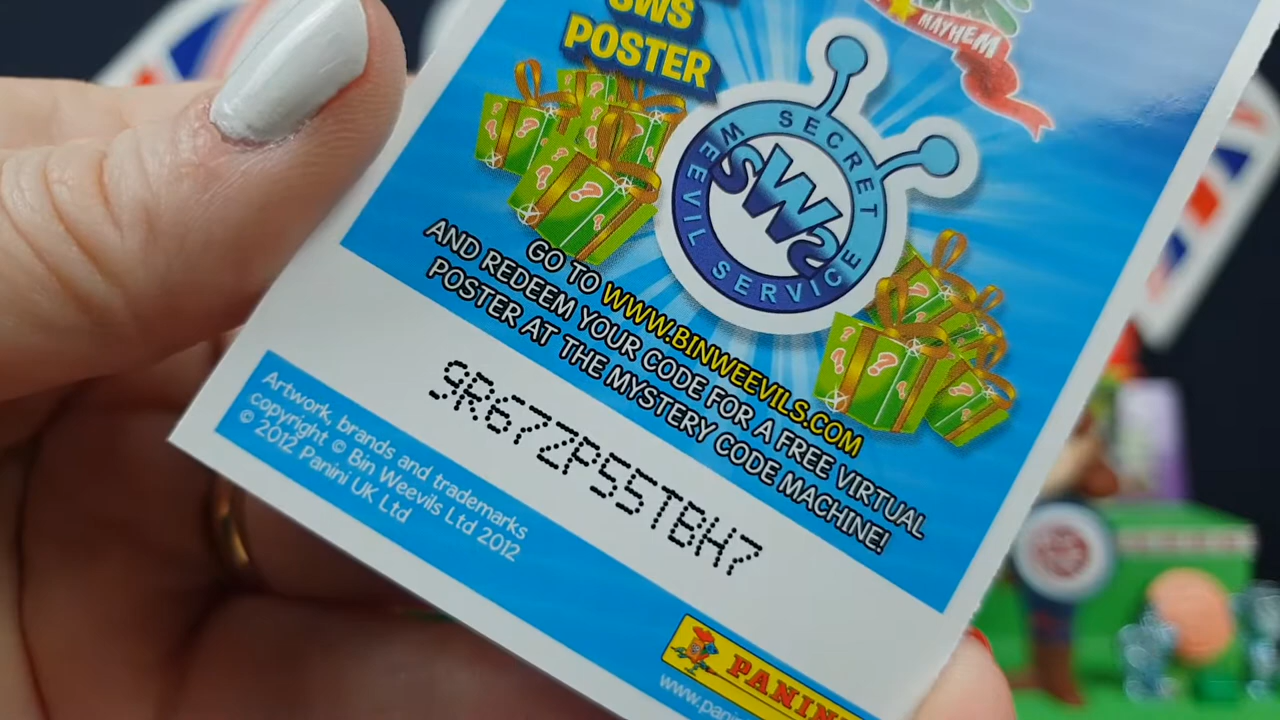 SWS
POSTER
MAYHEM
SECRET
WEEVIL SERVICE
SWS
GO TO WWW.BINWEEVILS.COM
AND REDEEM YOUR CODE FOR A FREE VIRTUAL
POSTER AT THE MYSTERY CODE MACHINE!
9R67ZP55TBH7
Artwork, brands and trademarks
copyright © Bin Weevils Ltd 2012
© 2012 Panini UK Ltd
PANINI